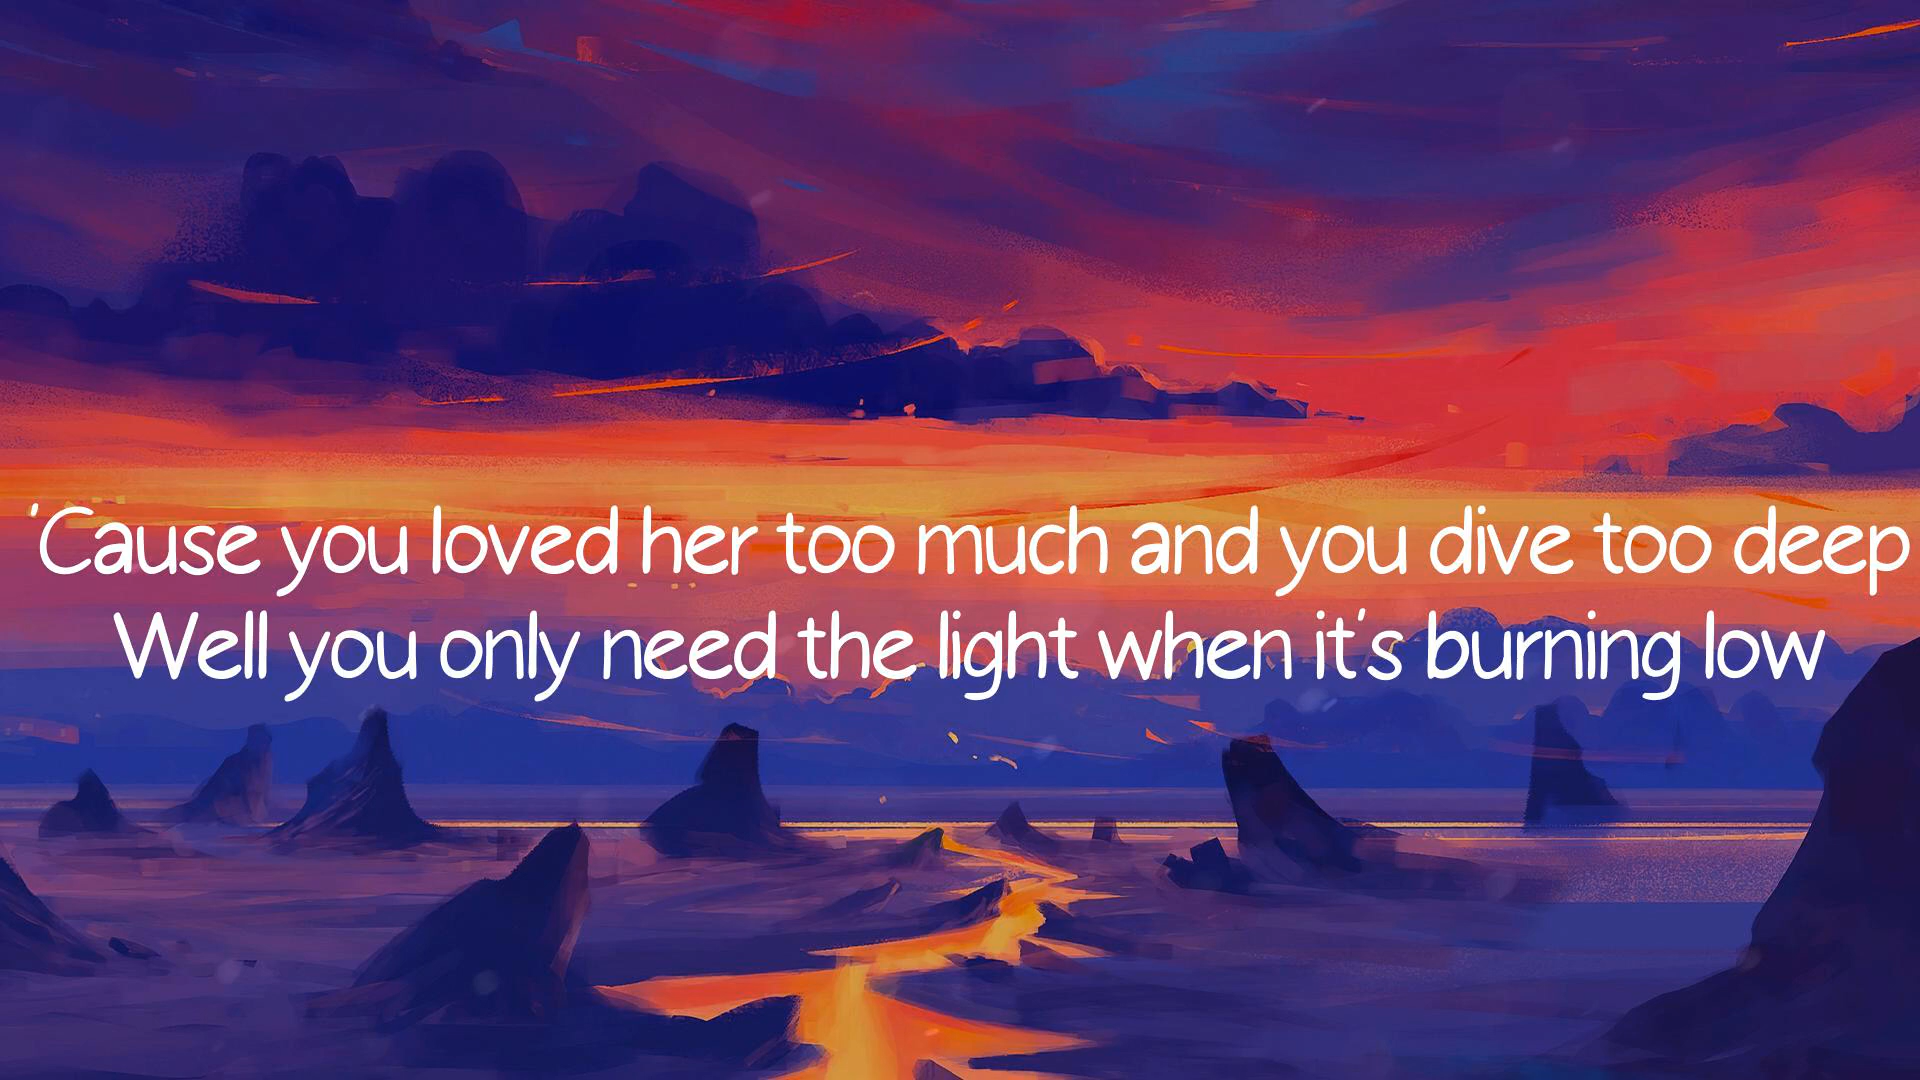 'Cause you loved her too much and you dive too deep
Well you only need the light when it's burning low